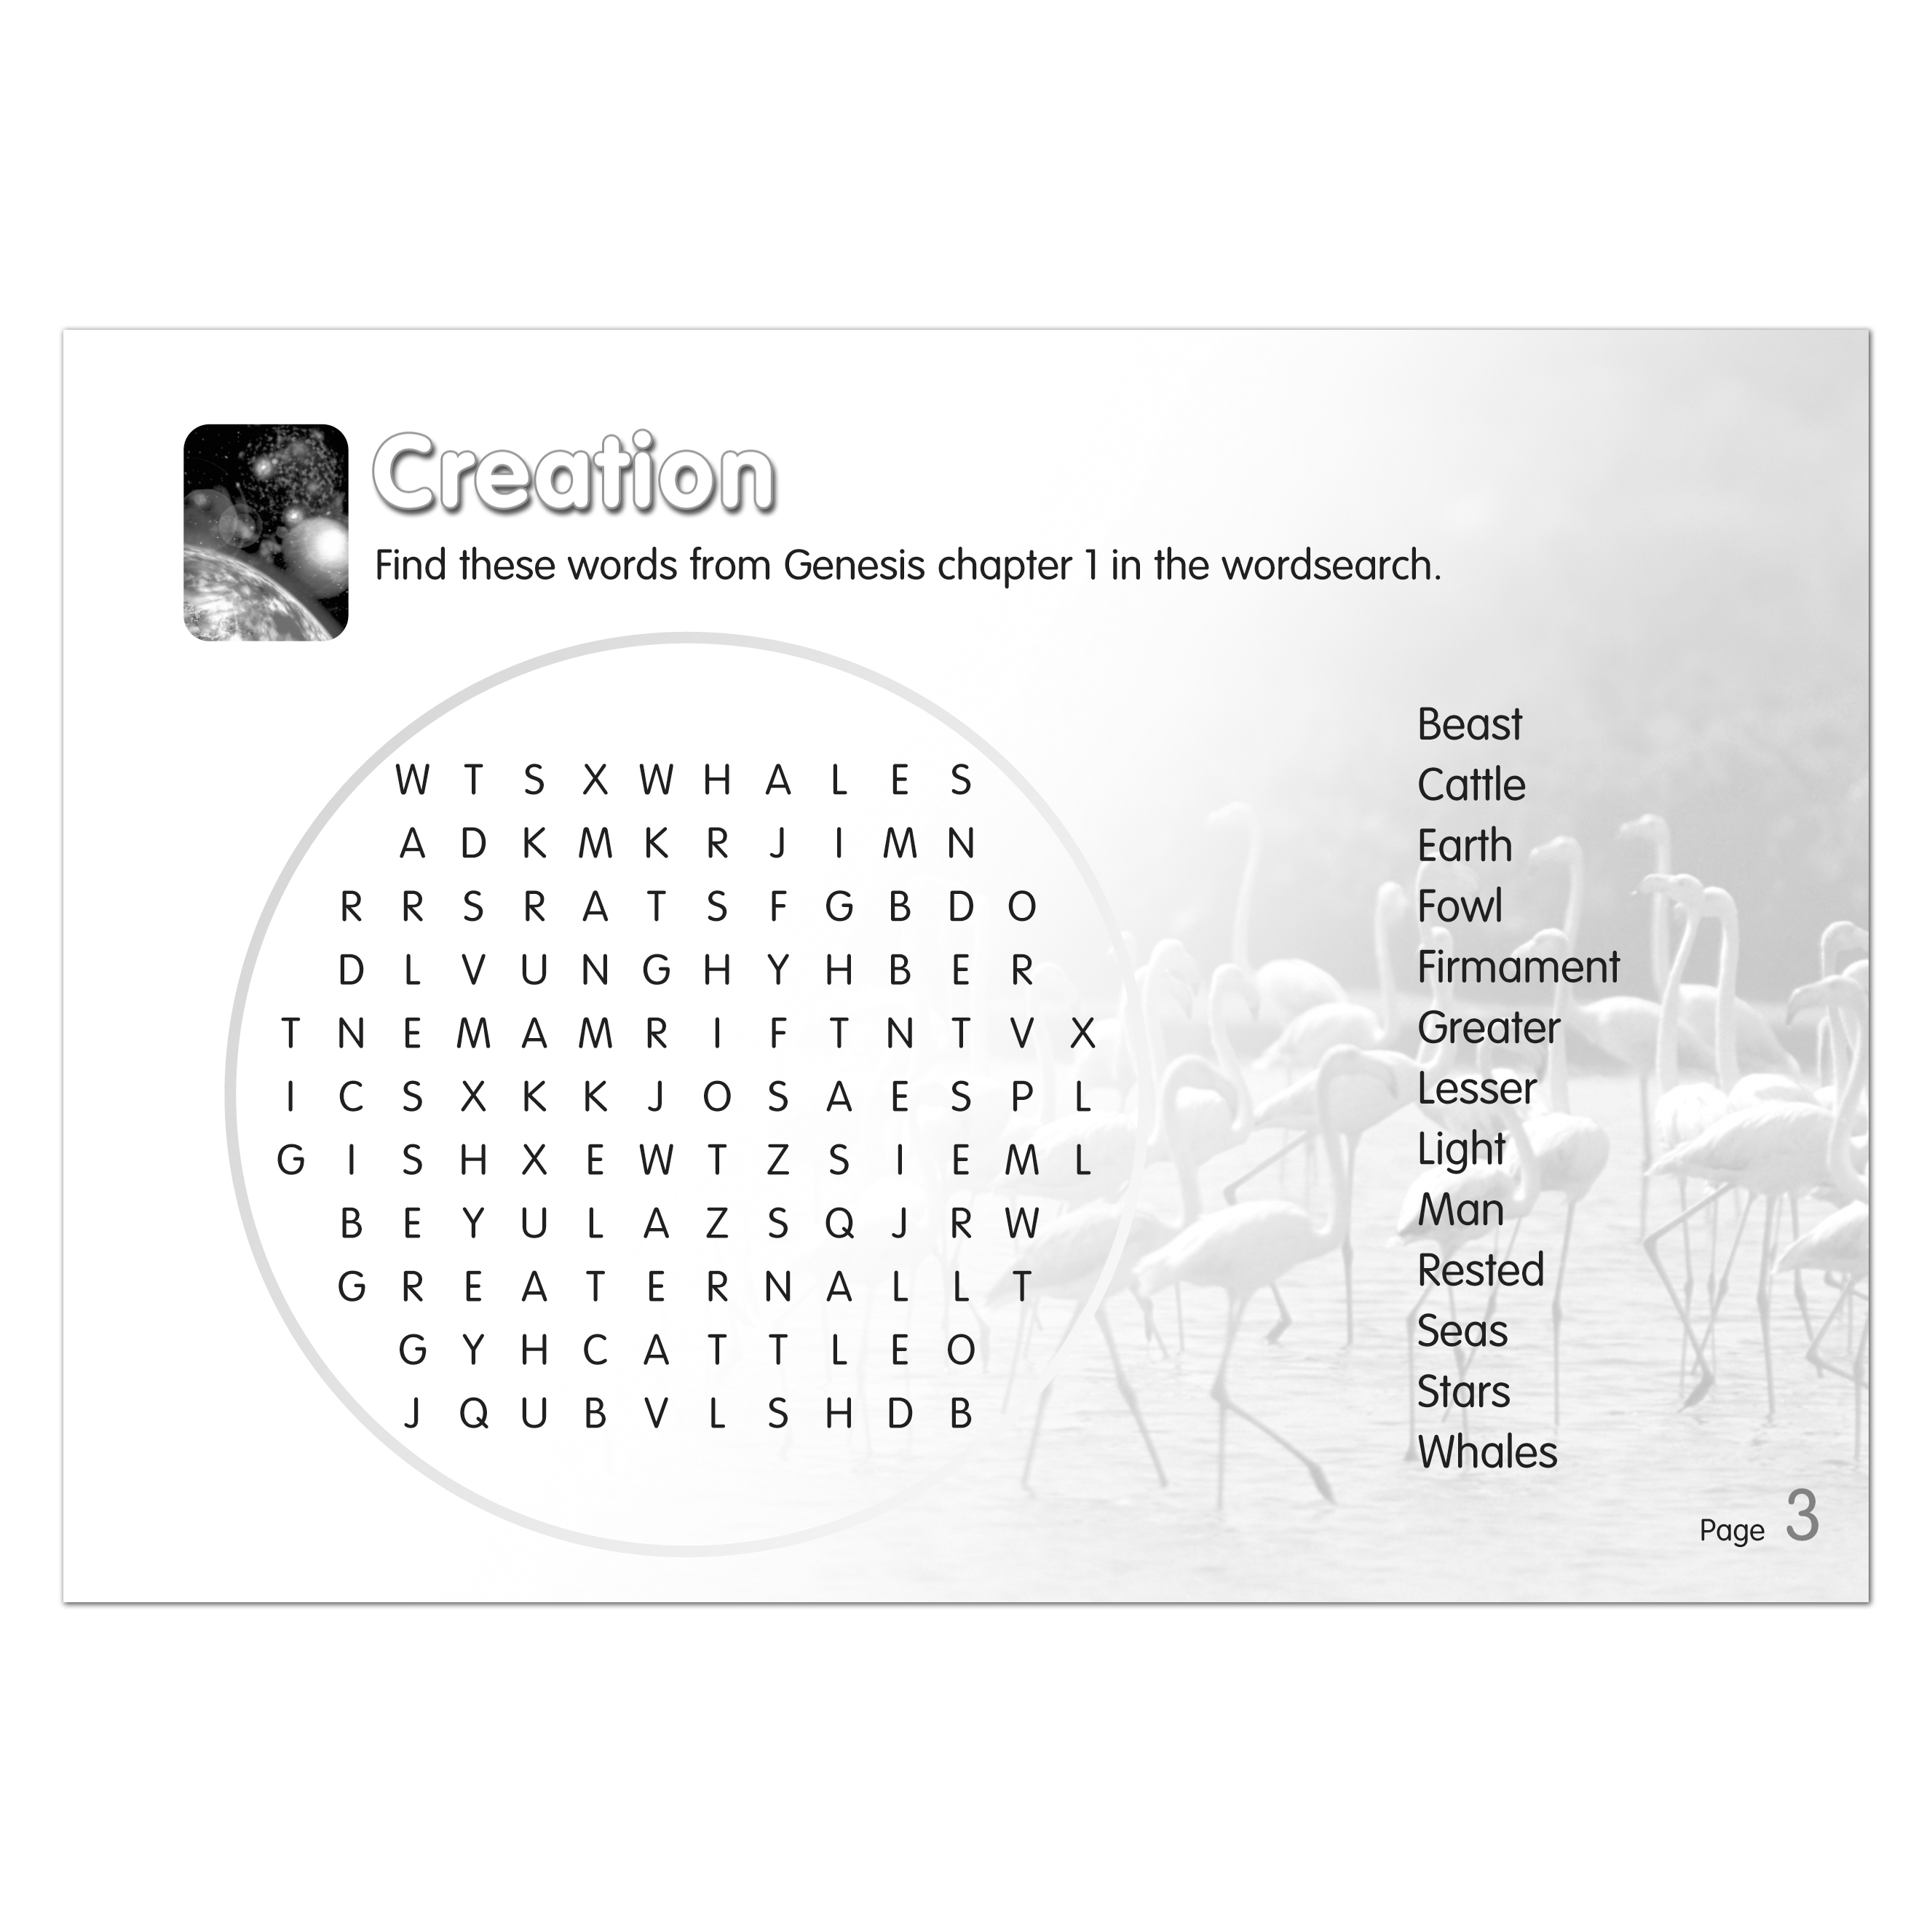 Creation
Find these words from Genesis chapter 1 in the wordsearch.
W T S X W H A L E S
A D K M K R J I M N
R R S R A T S F G B D O
D L V U N G H Y H B E R
T N E M A M R I F T N T V X
I C S X K K J O S A E S P L
G I S H X E W T Z S I E M L
B E Y U L A Z S Q J R W
G R E A T E R N A L L T
G Y H C A T T L E O
J Q U B V L S H D B
Beast
Cattle
Earth
Fowl
Firmament
Greater
Lesser
Light
Man
Rested
Seas
Stars
Whales
Page 3